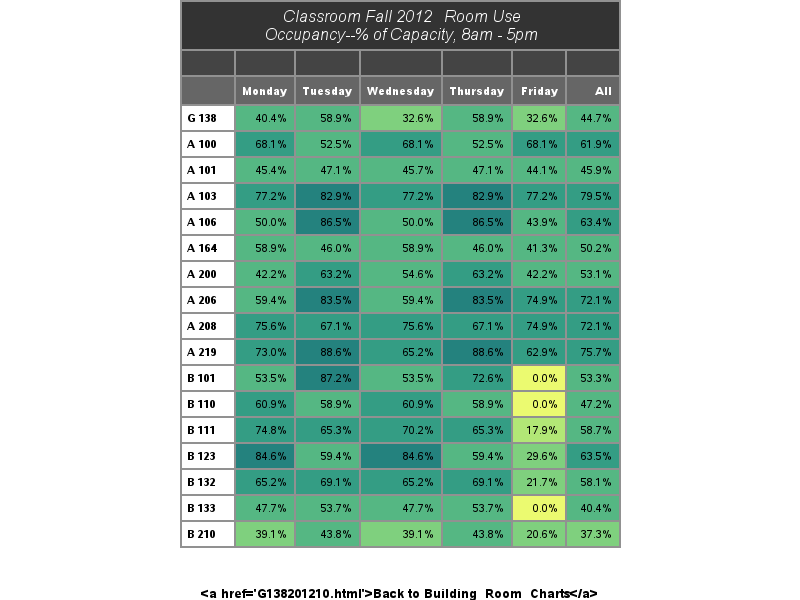 Classroom Fall 2012 Room Use
Occupancy--% of Capacity, 8am - 5pm
Monday Tuesday Wednesday Thursday Friday All
G 138 40.4% 58.9% 32.6% 58.9% 32.6% 44.7%
A 100 68.1% 52.5% 68.1% 52.5% 68.1% 61.9%
A 101 45.4% 47.1% 45.7% 47.1% 44.1% 45.9%
A 103 77.2% 82.9% 77.2% 82.9% 77.2% 79.5%
A 106 50.0% 86.5% 50.0% 86.5% 43.9% 63.4%
A 164 58.9% 46.0% 58.9% 46.0% 41.3% 50.2%
A 200 42.2% 63.2% 54.6% 63.2% 42.2% 53.1%
A 206 59.4% 83.5% 59.4% 83.5% 74.9% 72.1%
A 208 75.6% 67.1% 75.6% 67.1% 74.9% 72.1%
A 219 73.0% 88.6% 65.2% 88.6% 62.9% 75.7%
B 101 53.5% 87.2% 53.5% 72.6% 0.0% 53.3%
B 110 60.9% 58.9% 60.9% 58.9% 0.0% 47.2%
B 111 74.8% 65.3% 70.2% 65.3% 17.9% 58.7%
B 123 84.6% 59.4% 84.6% 59.4% 29.6% 63.5%
B 132 65.2% 69.1% 65.2% 69.1% 21.7% 58.1%
B 133 47.7% 53.7% 47.7% 53.7% 0.0% 40.4%
B 210 39.1% 43.8% 39.1% 43.8% 20.6% 37.3%
<a href='G138201210.html'>Back to Building Room Charts</a>